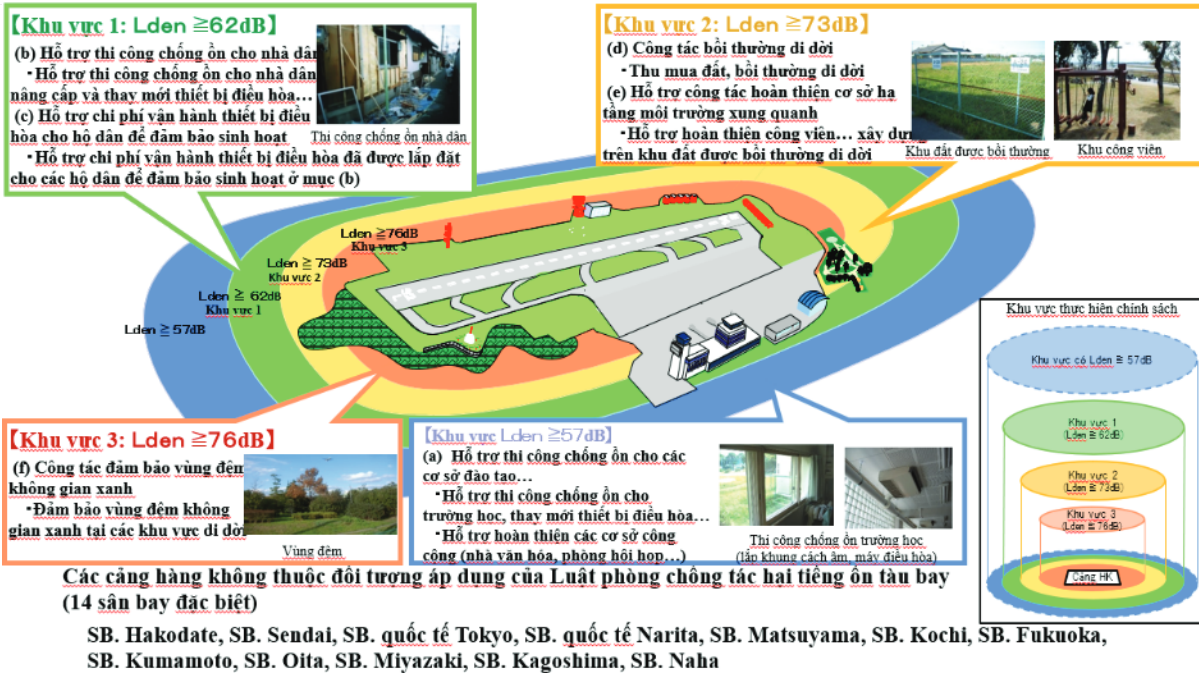 【Khu vực 1: Lden ≧62dB】
(b) Hỗ trợ thi công chống ồn cho nhà dân
・Hỗ trợ thi công chống ồn cho nhà dân,
nâng cấp và thay mới thiết bị điều hòa…
(c) Hỗ trợ chi phí vận hành thiết bị điều
hòa cho hộ dân để đảm bảo sinh hoạt
・Hỗ trợ chi phí vận hành thiết bị điều hòa đã được lắp đặt
cho các hộ dân để đảm bảo sinh hoạt ở mục (b)
Thi công chống ồn nhà dân
【Khu vực 2: Lden ≧73dB】
(d) Công tác bồi thường di dời
・Thu mua đất, bồi thường di dời
(e) Hỗ trợ công tác hoàn thiện cơ sở hạ
tầng môi trường xung quanh
・Hỗ trợ hoàn thiện công viên… xây dựng
trên khu đất được bồi thường di dời
Khu đất được bồi thường
Khu công viên
Lden ≧76dB
Khu vực 3
Lden ≧73dB
Khu vực 2
Lden ≧ 62dB
Khu vực 1
Lden ≧57dB
Khu vực thực hiện chính sách
Khu vực có Lden ≧ 57dB
Khu vực 1
(Lden ≧ 62dB)
Khu vực 2
(Lden ≧ 73dB)
Khu vực 3
(Lden ≧ 76dB)
Cảng HK
【Khu vực 3: Lden ≧76dB】
(f) Công tác đảm bảo vùng đệm
không gian xanh
・Đảm bảo vùng đệm không
gian xanh tại các khu vực di dời
Vùng đệm
【Khu vực Lden ≧57dB】
(a) Hỗ trợ thi công chống ồn cho các
cơ sở đào tạo…
・Hỗ trợ thi công chống ồn cho
trường học, thay mới thiết bị điều hòa…
・Hỗ trợ hoàn thiện các cơ sở công
cộng (nhà văn hóa, phòng hội họp…)
Thi công chống ồn trường học
(lắp khung cách âm, máy điều hòa)
Các cảng hàng không thuộc đối tượng áp dụng của Luật phòng chống tác hại tiếng ồn tàu bay
(14 sân bay đặc biệt)
SB. Hakodate, SB. Sendai, SB. quốc tế Tokyo, SB. quốc tế Narita, SB. Matsuyama, SB. Kochi, SB. Fukuoka,
SB. Kumamoto, SB. Oita, SB. Miyazaki, SB. Kagoshima, SB. Naha